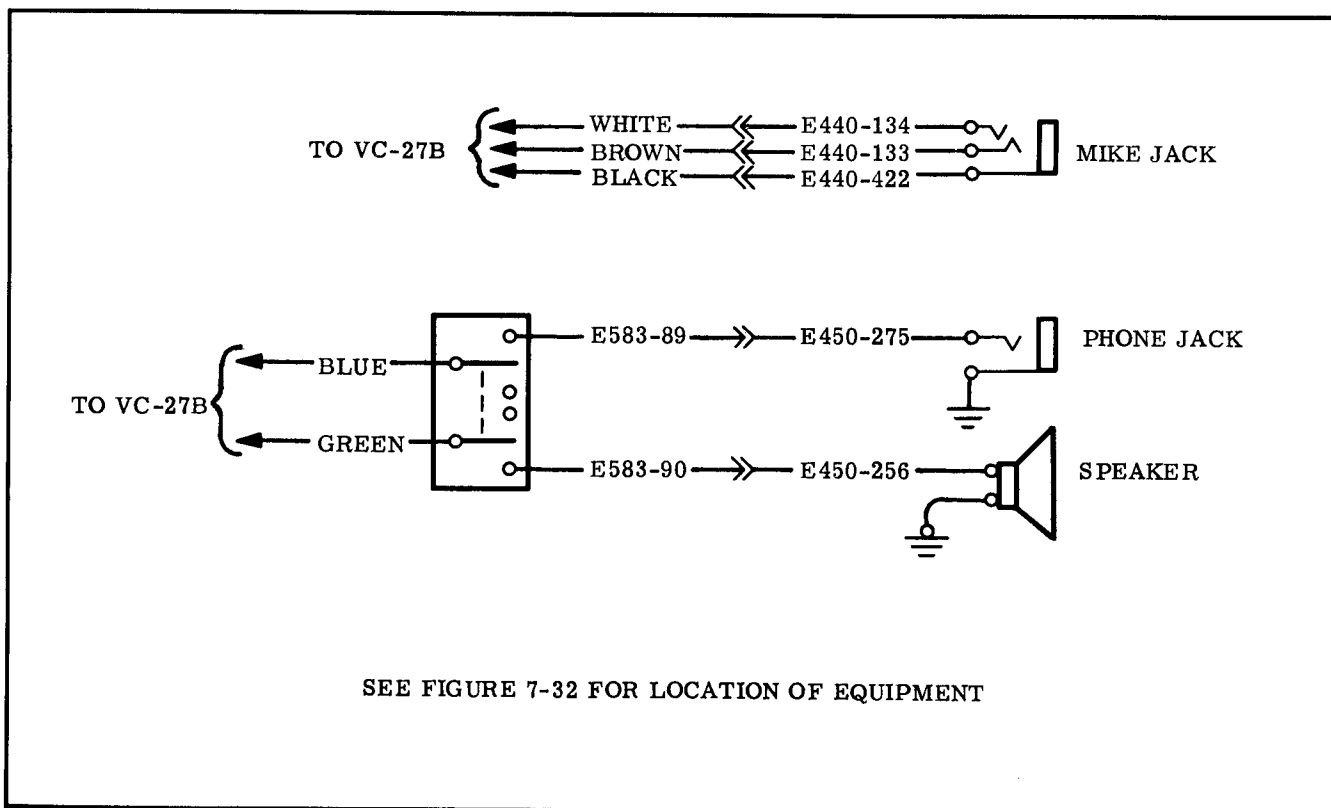 WHITE E440-134
TO VC-27B BROWN E440-133 MIKE JACK
BLACK E440-422
E583-89 E450-275 PHONE JACK
BLUE
TO VC-27B
GREEN
E583-90 E450-256 SPEAKER
SEE FIGURE 7-32 FOR LOCATION OF EQUIPMENT